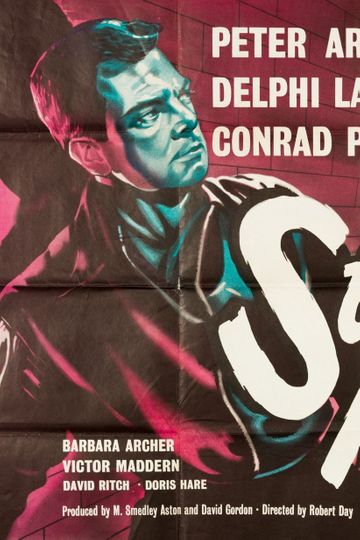 PETER AR
DELPHI LA
CONRAD P
S
BARBARA ARCHER
VICTOR MADDERN
DAVID RITCH · DORIS HARE
Produced by M. Smedley Aston and David Gordon · Directed by Robert Day